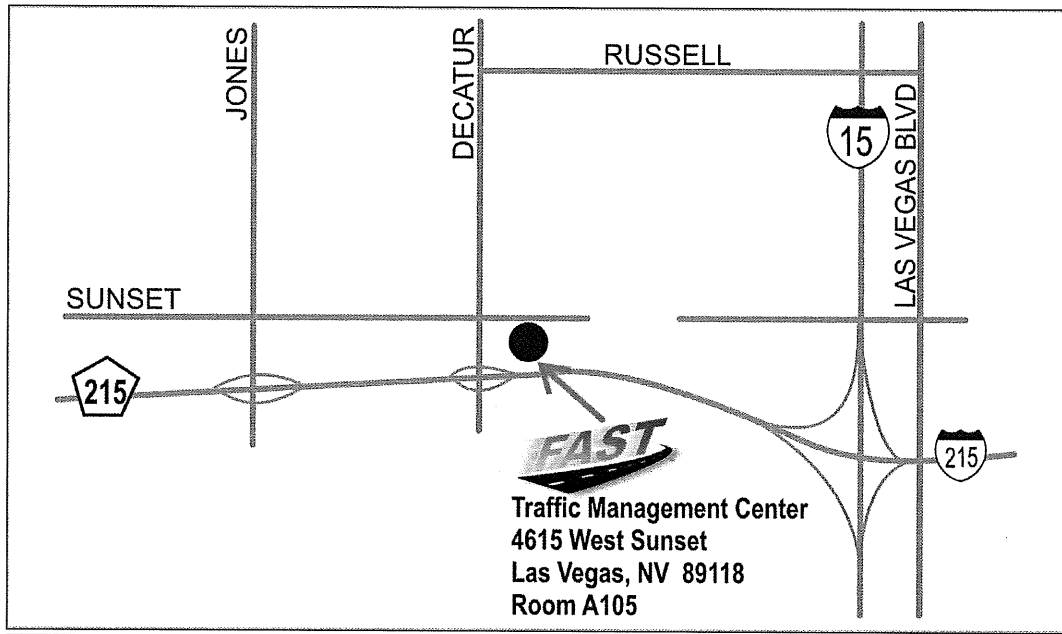 JONES
DECATUR
RUSSELL
15
LAS VEGAS BLVD
SUNSET
215
215
FAST
Traffic Management Center
4615 West Sunset
Las Vegas, NV 89118
Room A105